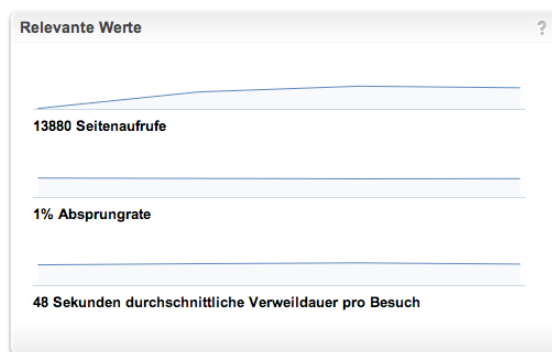 Relevante Werte
?
13880 Seitenaufrufe
1% Absprungrate
48 Sekunden durchschnittliche Verweildauer pro Besuch